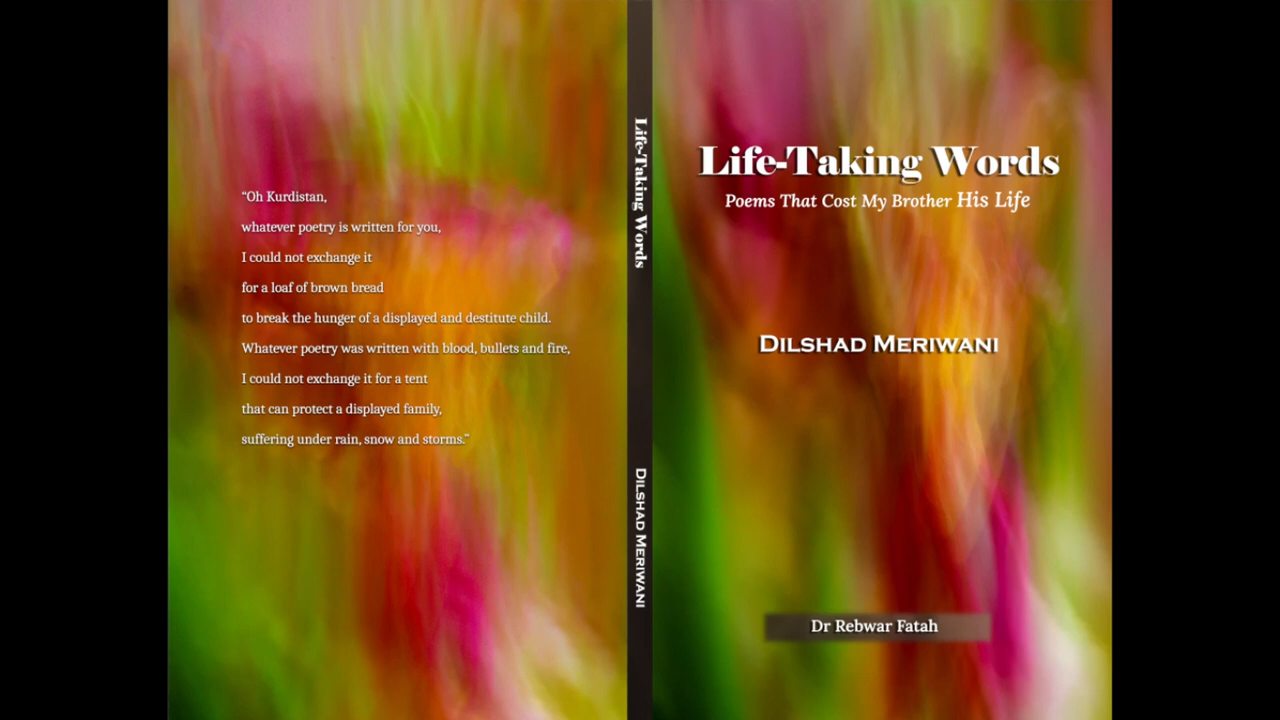 “Oh Kurdistan,
whatever poetry is written for you,
I could not exchange it
for a loaf of brown bread
to break the hunger of a displayed and destitute child.
Whatever poetry was written with blood, bullets and fire,
I could not exchange it for a tent
that can protect a displayed family,
suffering under rain, snow and storms.”
Life-Taking Words
DILSHAD MERIWANI
Life-Taking Words
Poems That Cost My Brother His Life
DILSHAD MERIWANI
Dr Rebwar Fatah